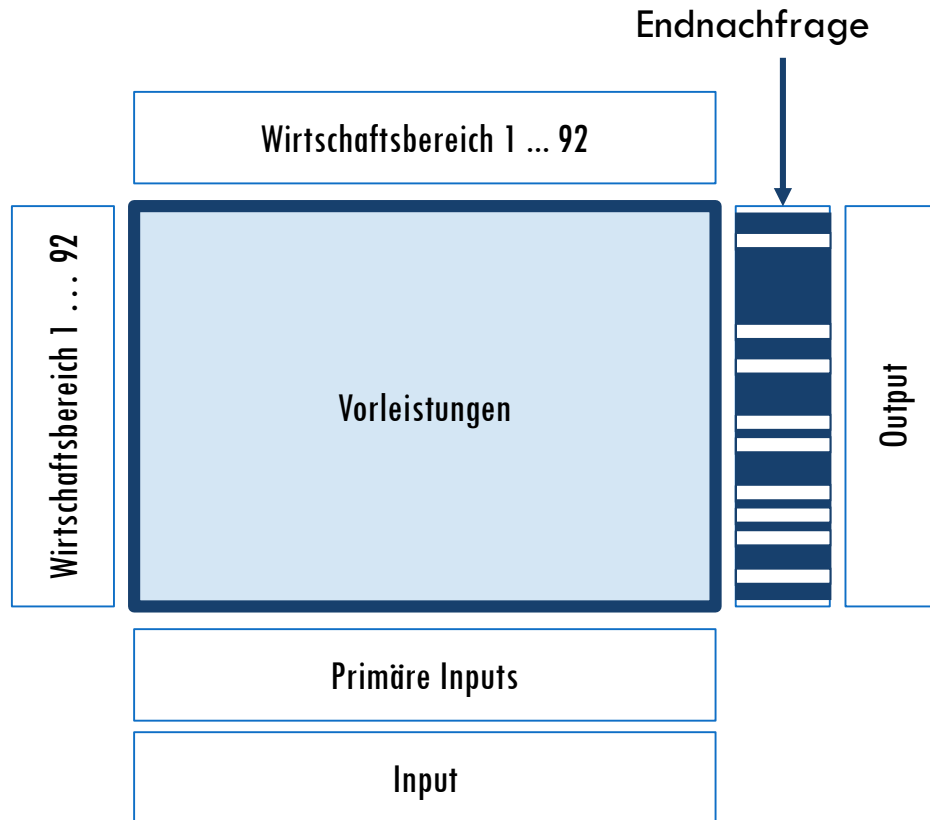 Endnachfrage
Wirtschaftsbereich 1 ... 92
Wirtschaftsbereich 1 ... 92
Vorleistungen
Output
Primäre Inputs
Input